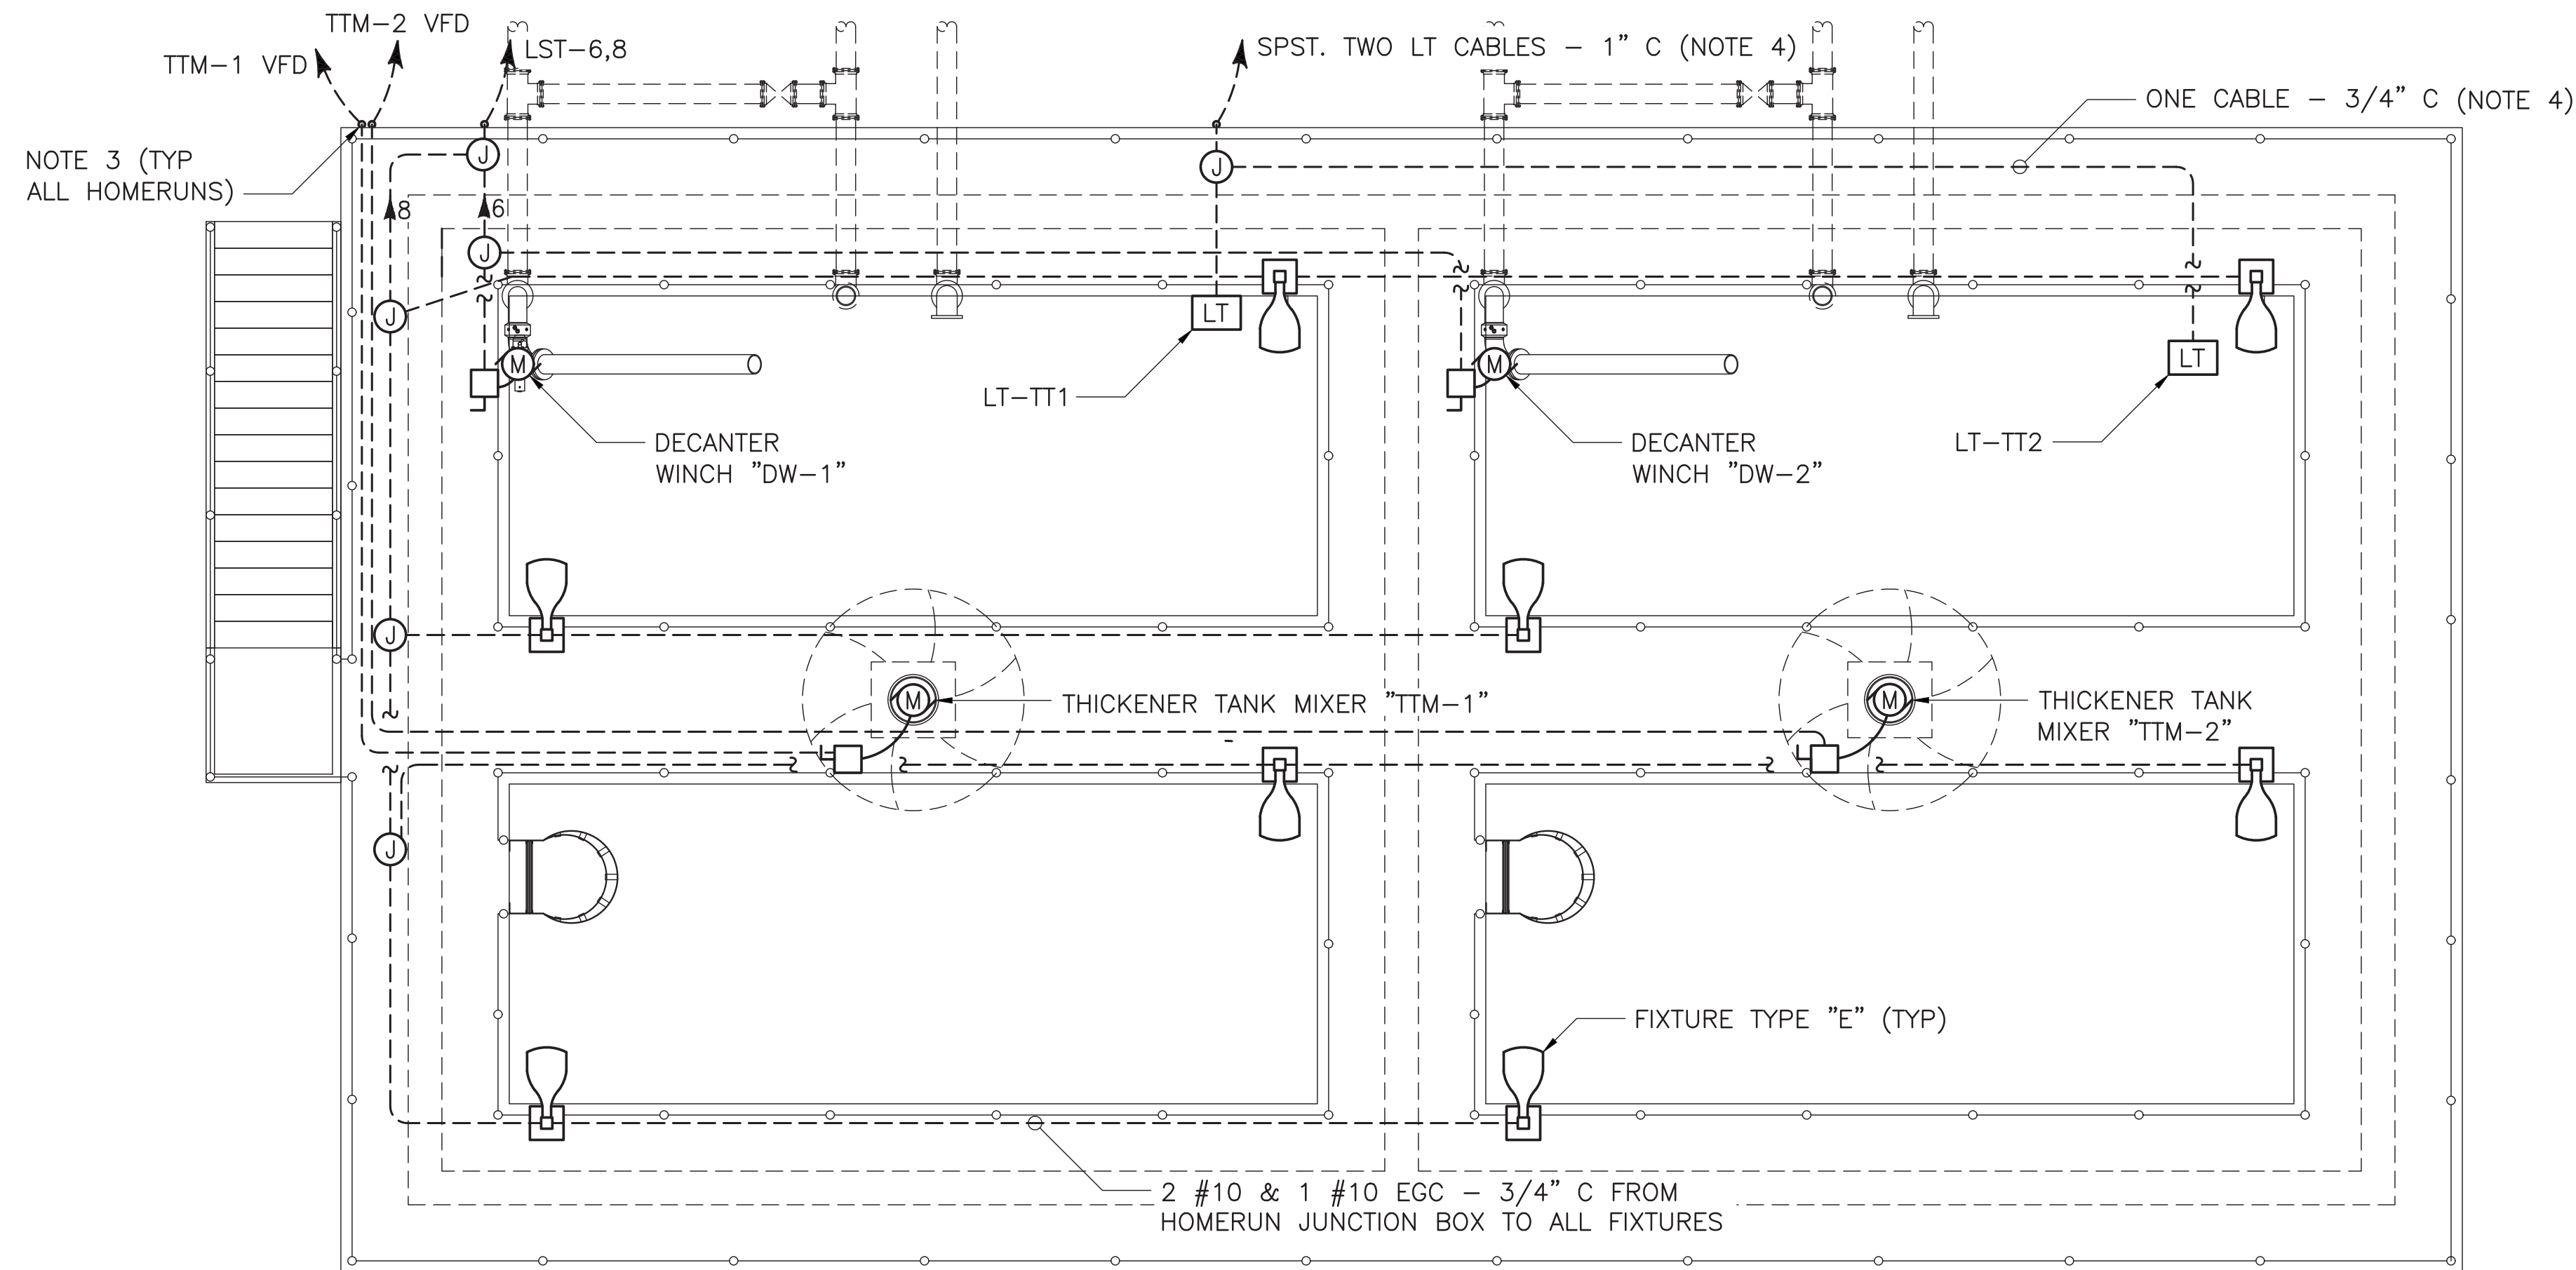 TTM-2 VFD
TTM-1 VFD
LST-6,8
SPST. TWO LT CABLES - 1" C (NOTE 4)
ONE CABLE - 3/4" C (NOTE 4)
NOTE 3 (TYP
ALL HOMERUNS)
J
J
8
6
J
J
LT
LT-TT1
M
DECANTER
WINCH "DW-1"
M
DECANTER
WINCH "DW-2"
LT
LT-TT2
J
M
THICKENER TANK MIXER "TTM-1"
M
THICKENER TANK
MIXER "TTM-2"
J
FIXTURE TYPE "E" (TYP)
2 #10 & 1 #10 EGC - 3/4" C FROM
HOMERUN JUNCTION BOX TO ALL FIXTURES